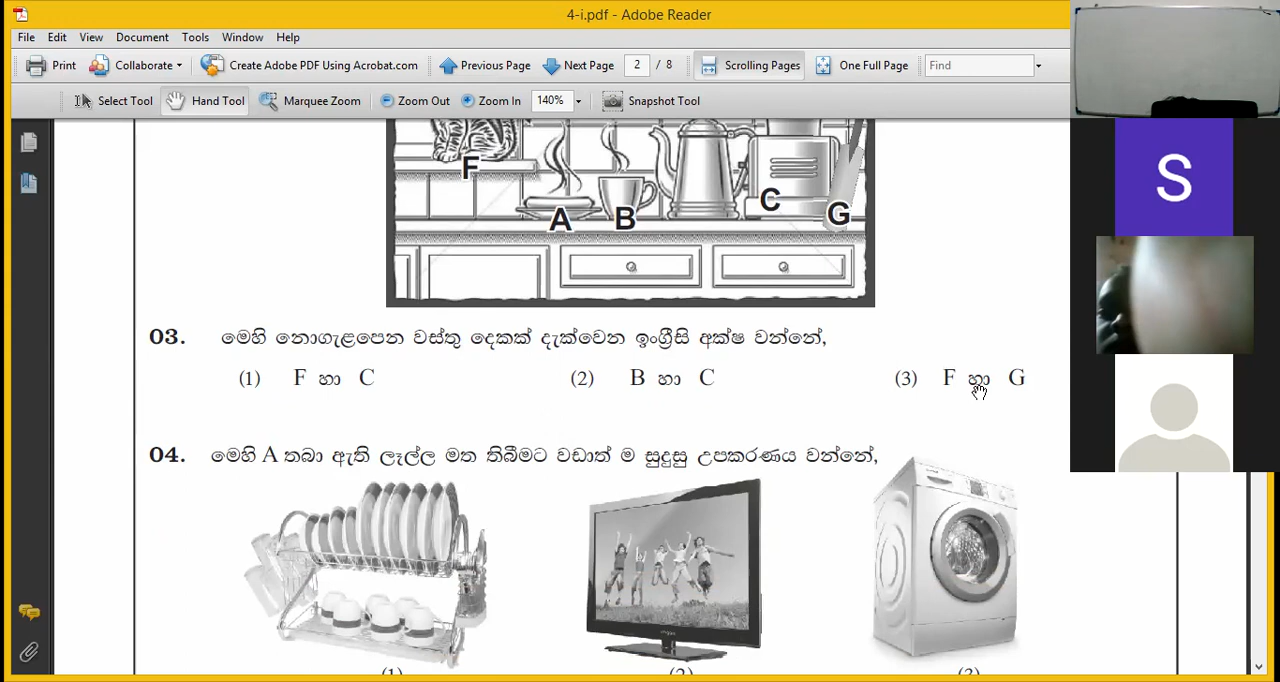 4-i.pdf - Adobe Reader
File Edit View Document Tools Window Help
Print Collaborate Create Adobe PDF Using Acrobat.com Previous Page Next Page 2 / 8 Scrolling Pages One Full Page Find
Select Tool Hand Tool Marquee Zoom Zoom Out Zoom In 140% Snapshot Tool
F
A B C G
03. මෙහි නොගැළපෙන වස්තු දෙකක් දැක්වෙන ඉංග්‍රීසි අක්ෂ වන්නේ,
(1) F හා C (2) B හා C (3) F හා G
04. මෙහි A තබා ඇති ලෑල්ල මත තිබීමට වඩාත් ම සුදුසු උපකරණය වන්නේ,
(1) (2) (3)
S